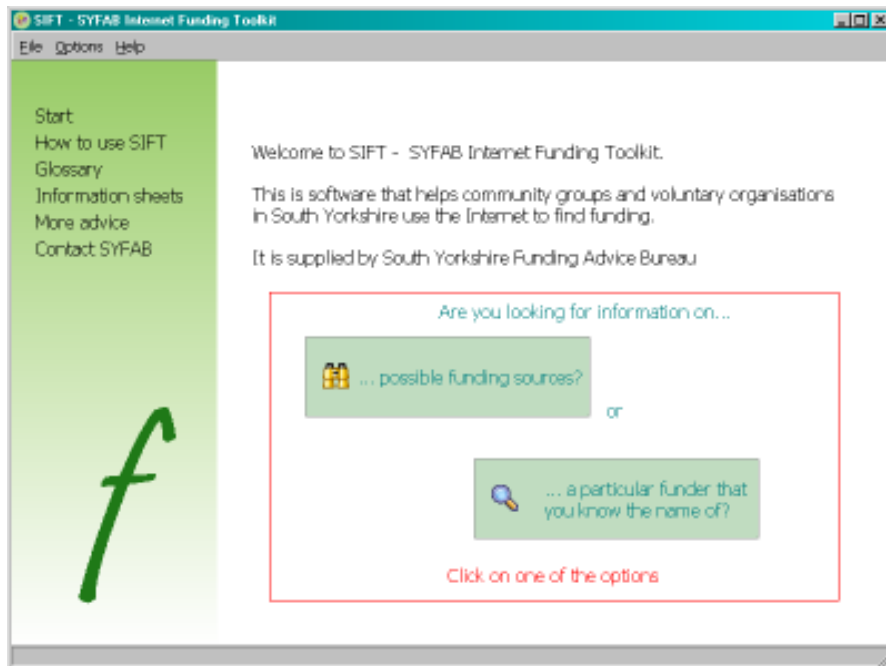 SIFT - SYFAB Internet Funding Toolkit
File Options Help
Start
How to use SIFT
Glossary
Information sheets
More advice
Contact SYFAB
Welcome to SIFT - SYFAB Internet Funding Toolkit.
This is software that helps community groups and voluntary organisations
in South Yorkshire use the Internet to find funding.
It is supplied by South Yorkshire Funding Advice Bureau
Are you looking for information on...
... possible funding sources?
or
... a particular funder that
you know the name of?
Click on one of the options
f